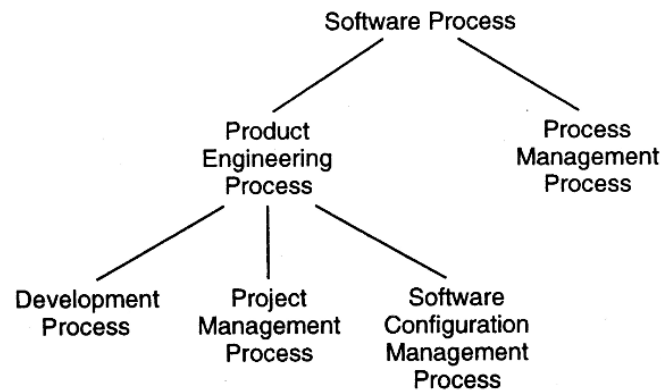 Software Process
Product
Engineering
Process
Process
Management
Process
Development
Process
Project
Management
Process
Software
Configuration
Management
Process